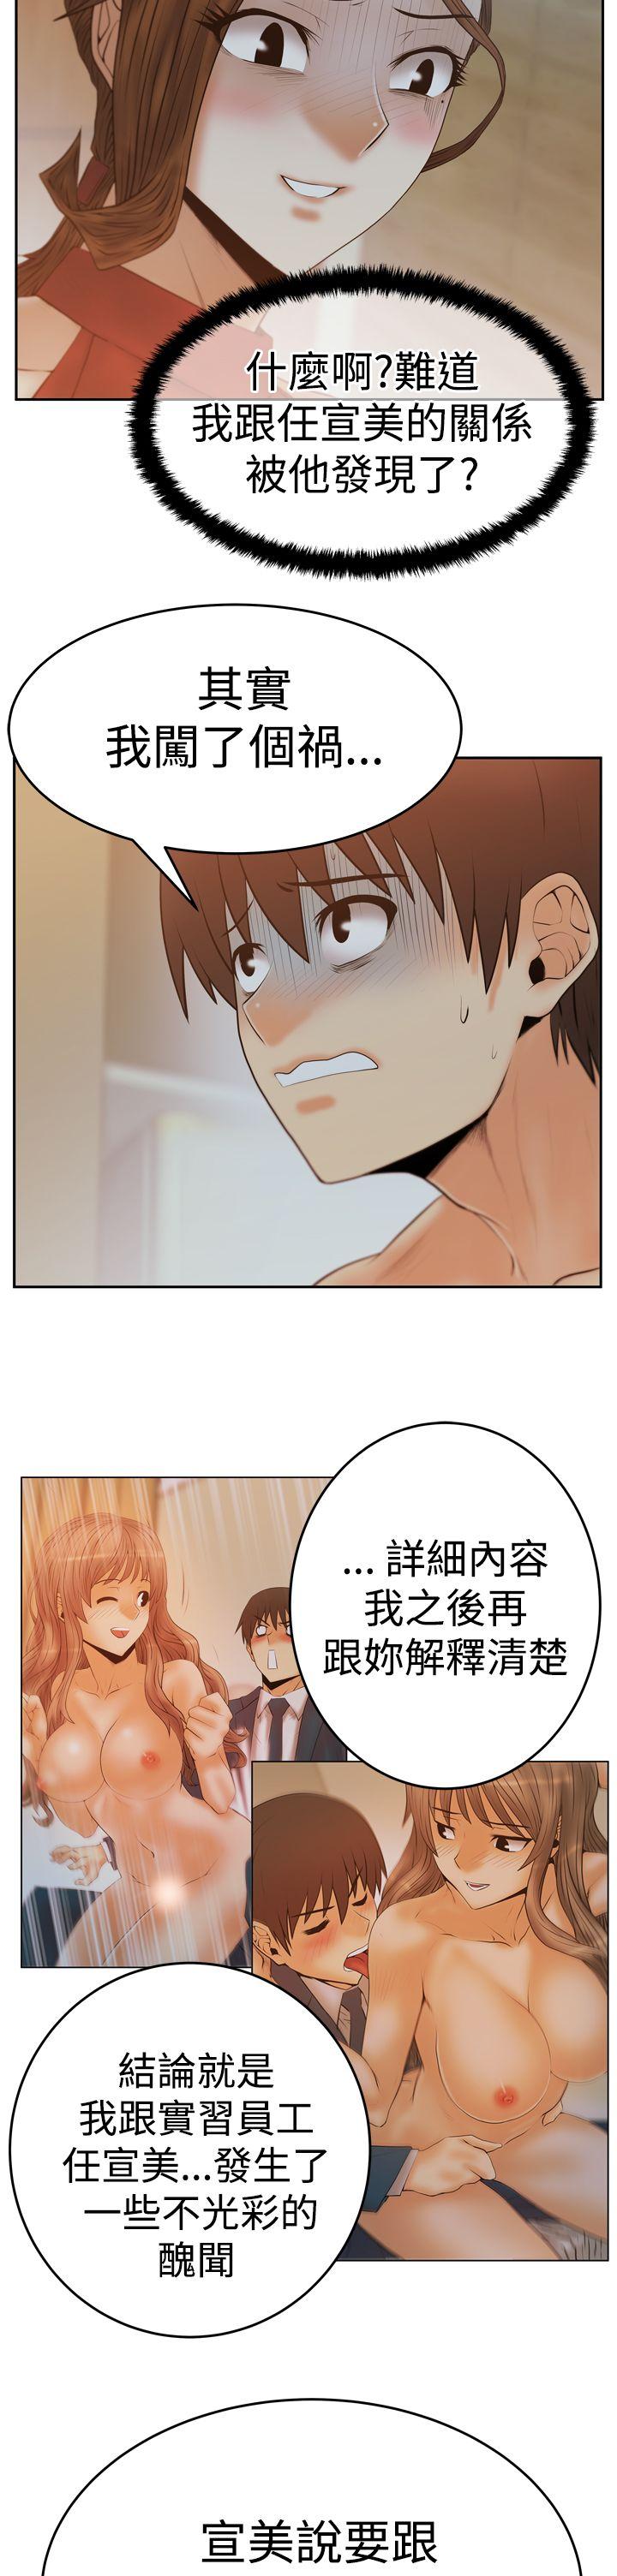 什麼啊?難道
我跟任宣美的關係
被他發現了?
其實
我闖了個禍...
... 詳細內容
我之後再
跟妳解釋清楚
結論就是
我跟實習員工
任宣美...發生了
一些不光彩的
醜聞
宣美說要跟